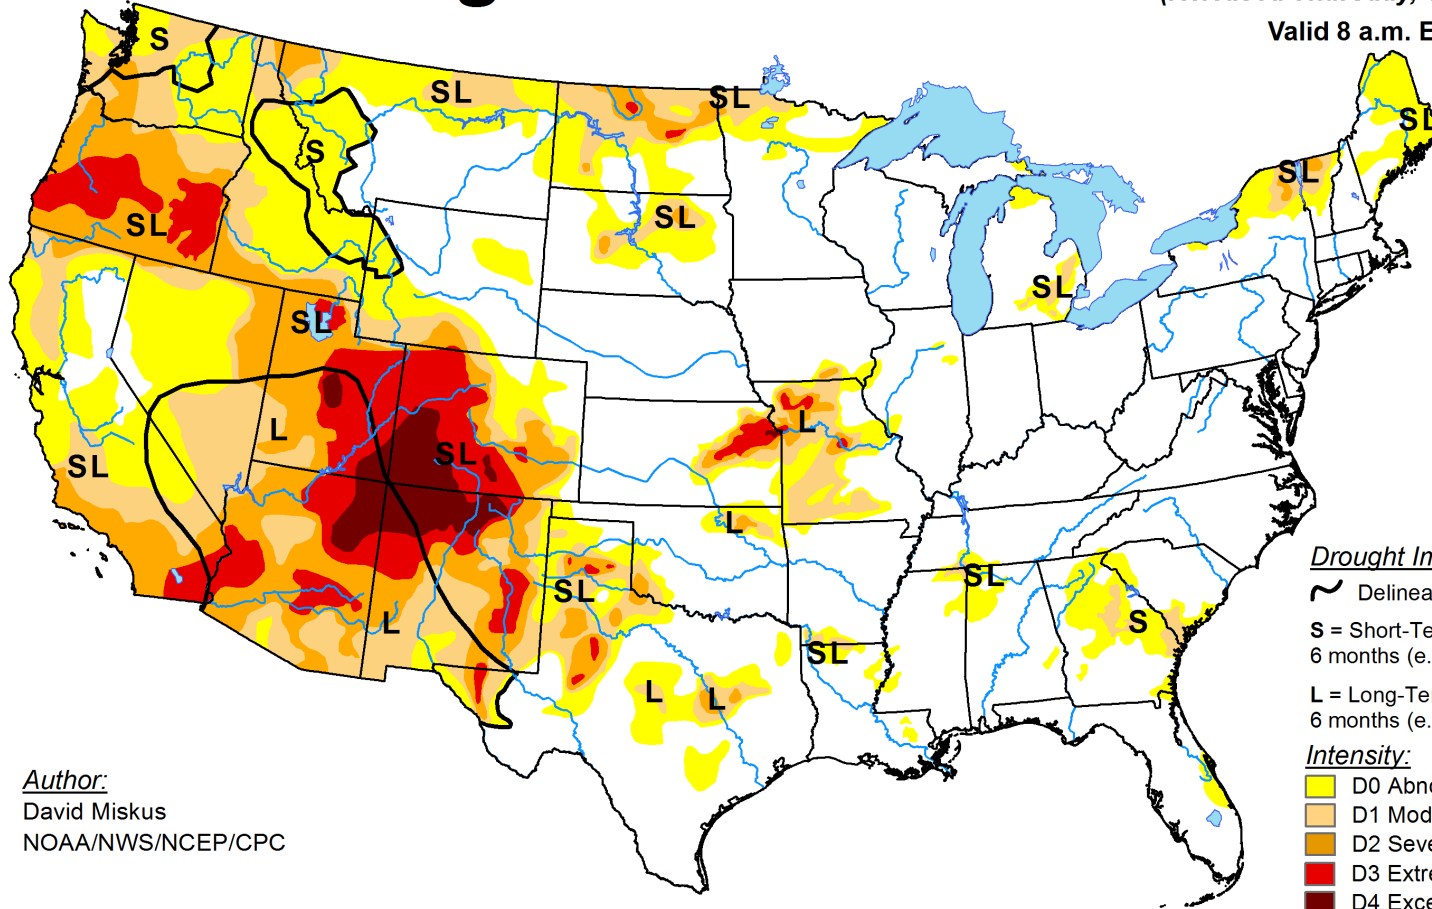 Valid 8 a.m. E
S
SL
SL
SL
S
SL
SL
SL
SL
SL
SL
L
L
SL
SL
L
SL
SL
S
L
SL
L
L
Drought In
Delinea
S = Short-Te
6 months (e.
L = Long-Te
6 months (e.
Intensity:
D0 Abno
D1 Mod
D2 Seve
D3 Extre
D4 Exce
Author:
David Miskus
NOAA/NWS/NCEP/CPC